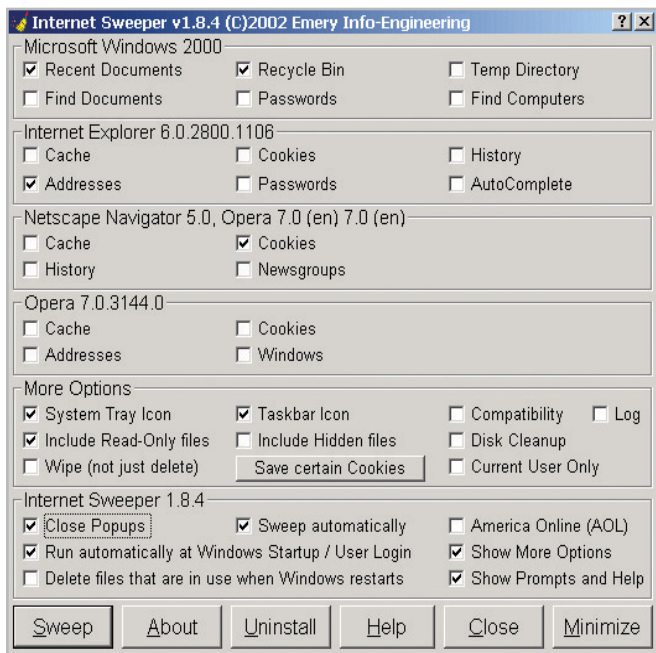 Internet Sweeper v1.8.4 (C)2002 Emery Info-Engineering ? X
Microsoft Windows 2000
Recent Documents Recycle Bin Temp Directory
Find Documents Passwords Find Computers
Internet Explorer 6.0.2800.1106
Cache Cookies History
Addresses Passwords AutoComplete
Netscape Navigator 5.0, Opera 7.0 (en) 7.0 (en)
Cache Cookies
History Newsgroups
Opera 7.0.3144.0
Cache Cookies
Addresses Windows
More Options
System Tray Icon Taskbar Icon Compatibility Log
Include Read-Only files Include Hidden files Disk Cleanup
Wipe (not just delete) Save certain Cookies Current User Only
Internet Sweeper 1.8.4
Close Popups Sweep automatically America Online (AOL)
Run automatically at Windows Startup / User Login Show More Options
Delete files that are in use when Windows restarts Show Prompts and Help
Sweep About Uninstall Help Close Minimize